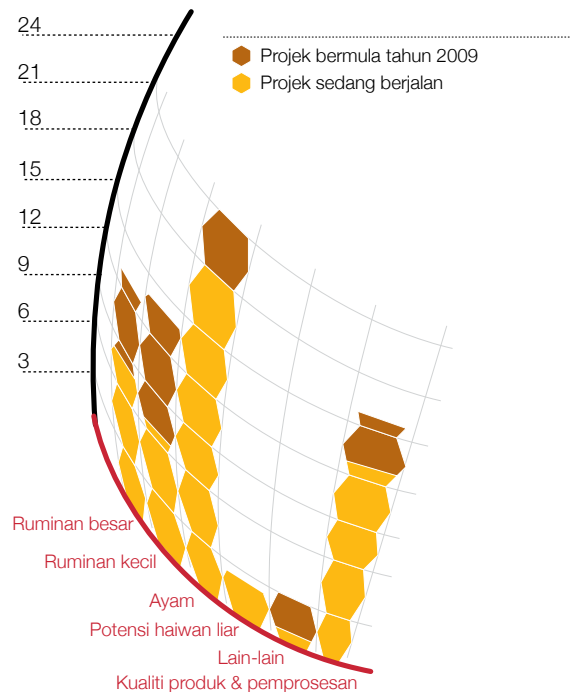 24
21
18
15
12
9
6
3
Projek bermula tahun 2009
Projek sedang berjalan
Ruminan besar
Ruminan kecil
Ayam
Potensi haiwan liar
Lain-lain
Kualiti produk & pemprosesan